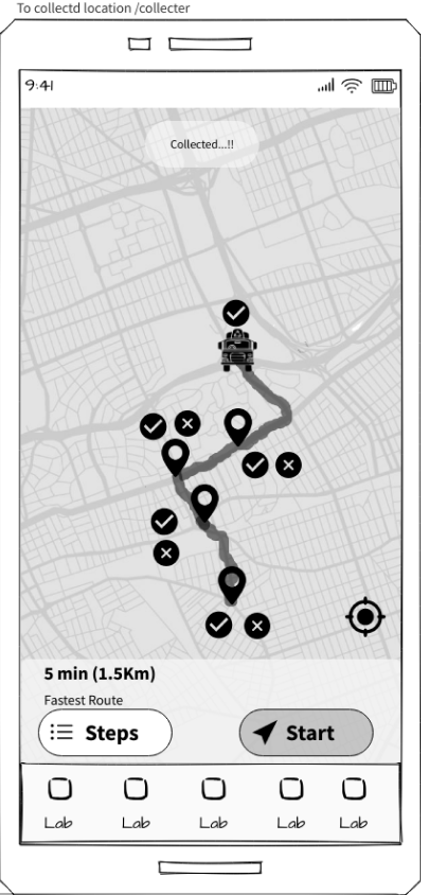 To collectd location /collecter
9:41
Collected...!!
5 min (1.5Km)
Fastest Route
Steps
Start
Lab
Lab
Lab
Lab
Lab